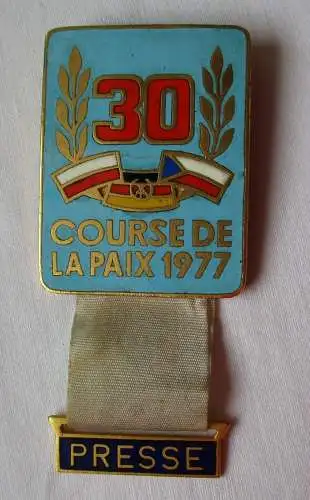 30
COURSE DE
LA PAIX 1977
PRESSE